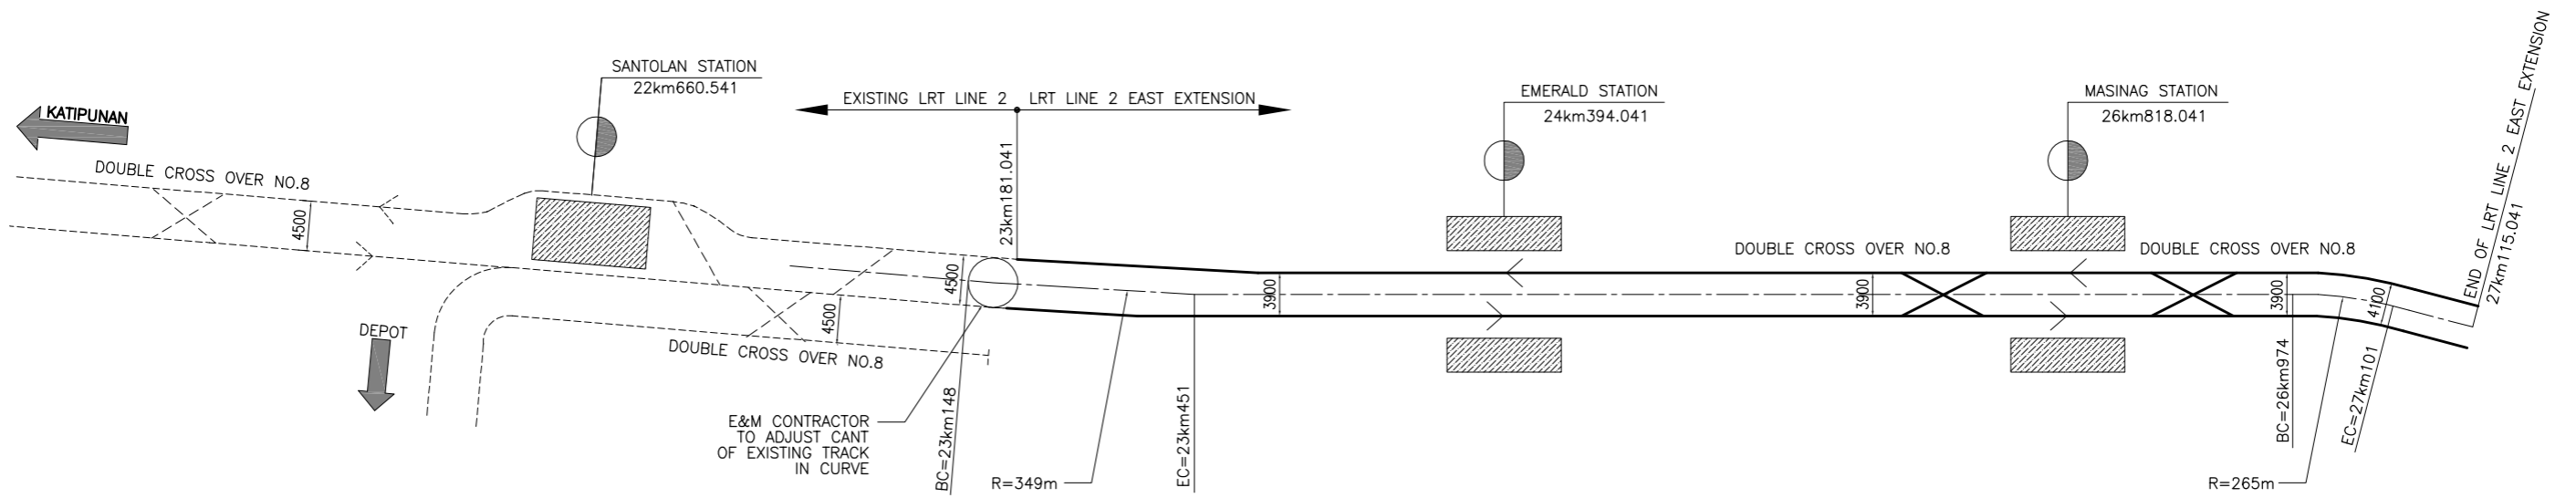 KATIPUNAN
DOUBLE CROSS OVER NO.8
4500
SANTOLAN STATION
22km660.541
DEPOT
DOUBLE CROSS OVER NO.8
4500
E&M CONTRACTOR
TO ADJUST CANT
OF EXISTING TRACK
IN CURVE
EXISTING LRT LINE 2
LRT LINE 2 EAST EXTENSION
23km181.041
4500
BC=23km148
R=349m
EC=23km451
3900
EMERALD STATION
24km394.041
DOUBLE CROSS OVER NO.8
3900
MASINAG STATION
26km818.041
DOUBLE CROSS OVER NO.8
3900
4100
BC=26km974
R=265m
EC=27km101
END OF LRT LINE 2 EAST EXTENSION
27km115.041